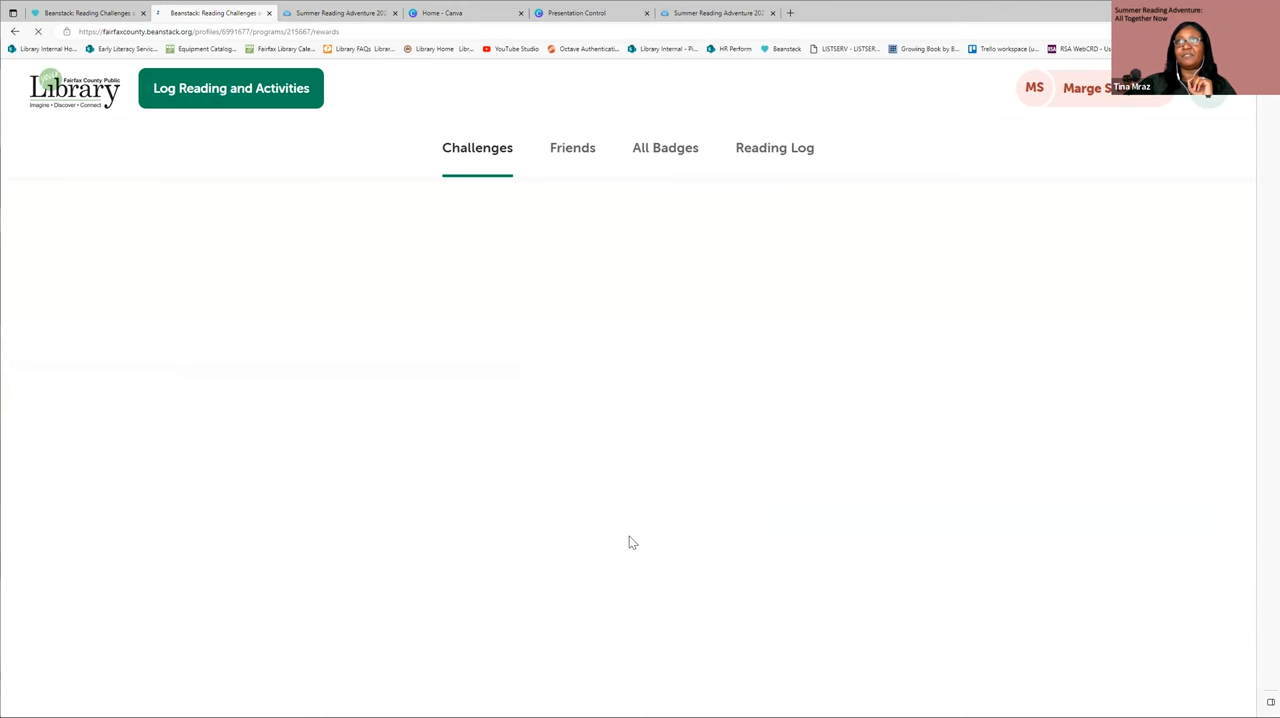 Beanstack: Reading Challenges
Beanstack: Reading Challenges
Summer Reading Adventure 202
Home - Canva
Presentation Control
Summer Reading Adventure 202
https://fairfaxcounty.beanstack.org/profiles/6991677/programs/215667/rewards
Library Internal Ho...
Early Literacy Servic...
Equipment Catalog...
Fairfax Library Cale...
Library FAQs Librar...
Library Home Libr...
YouTube Studio
Octave Authenticati...
Library Internal - Pi...
HR Perform
Beanstack
LISTSERV - LISTSER...
Growing Book by B...
Trello workspace (u...
RSA WebCRD - Us
Summer Reading Adventure:
All Together Now
Tina Mraz
your
Fairfax County Public
Library
Imagine • Discover • Connect
Log Reading and Activities
MS
Marge S
Challenges
Friends
All Badges
Reading Log